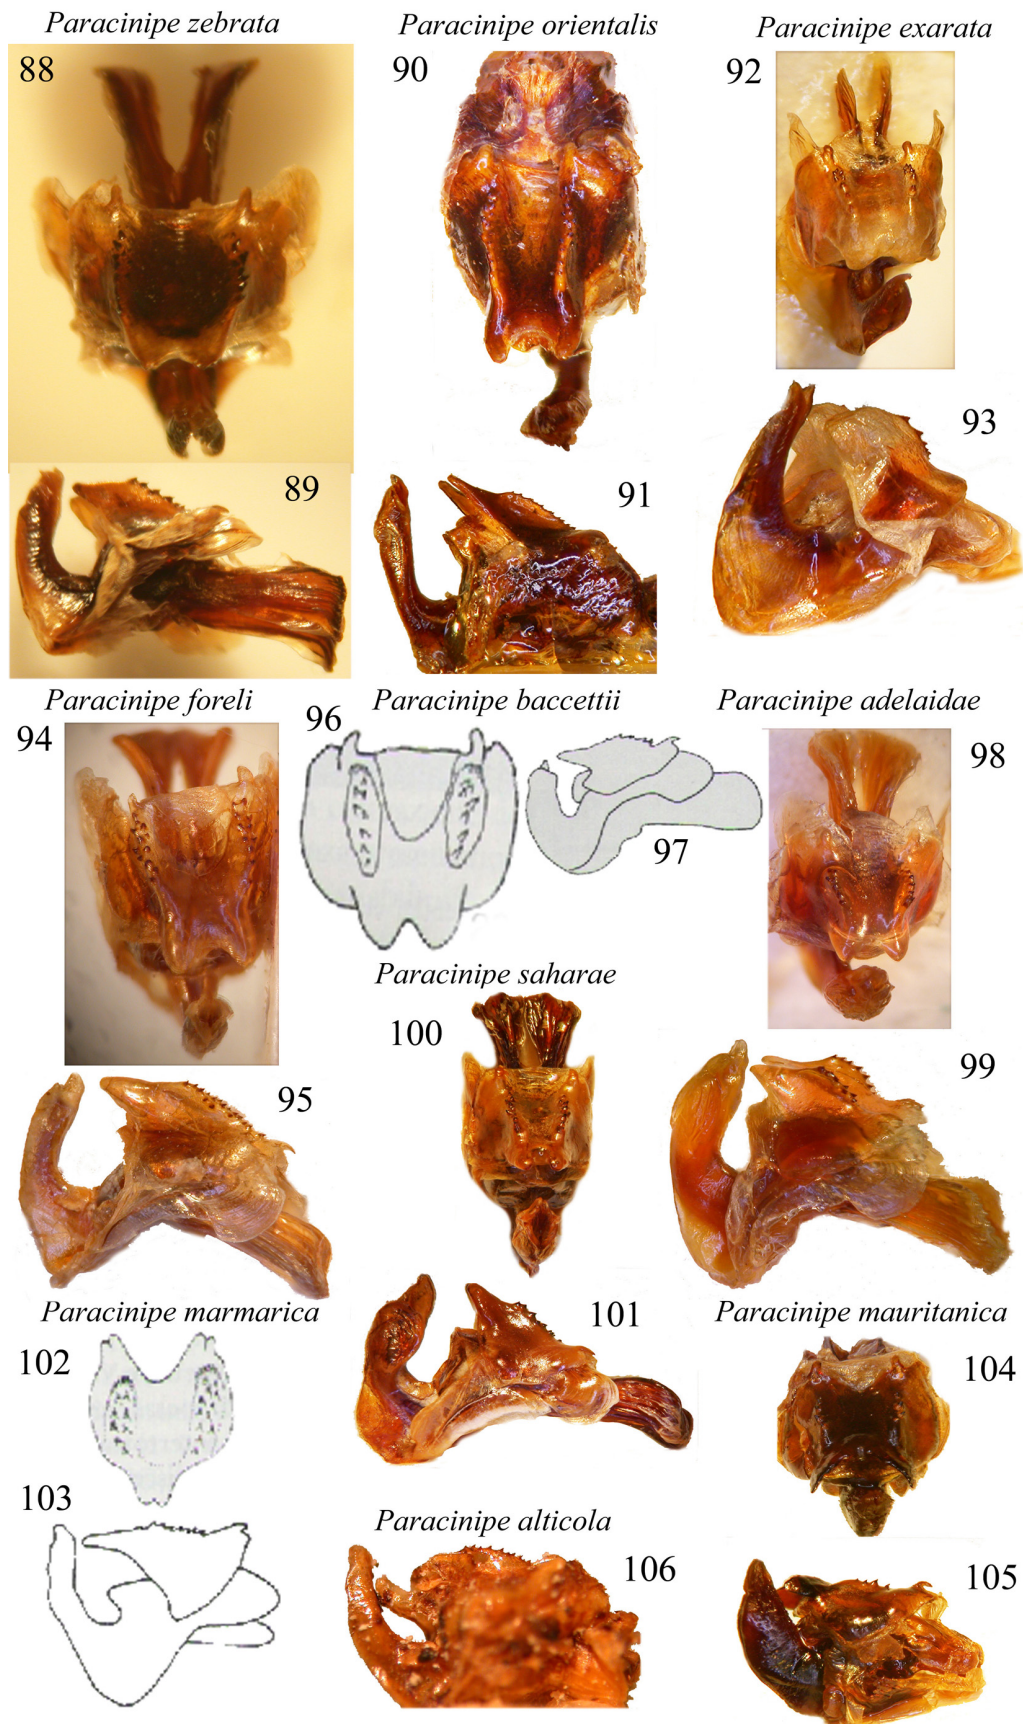 Paracinipe zebrata
Paracinipe orientalis
Paracinipe exarata
88
90
92
89
91
93
Paracinipe foreli
Paracinipe baccettii
Paracinipe adelaidae
94
96
97
98
Paracinipe saharae
100
95
99
Paracinipe marmarica
101
Paracinipe mauritanica
102
104
103
Paracinipe alticola
106
105